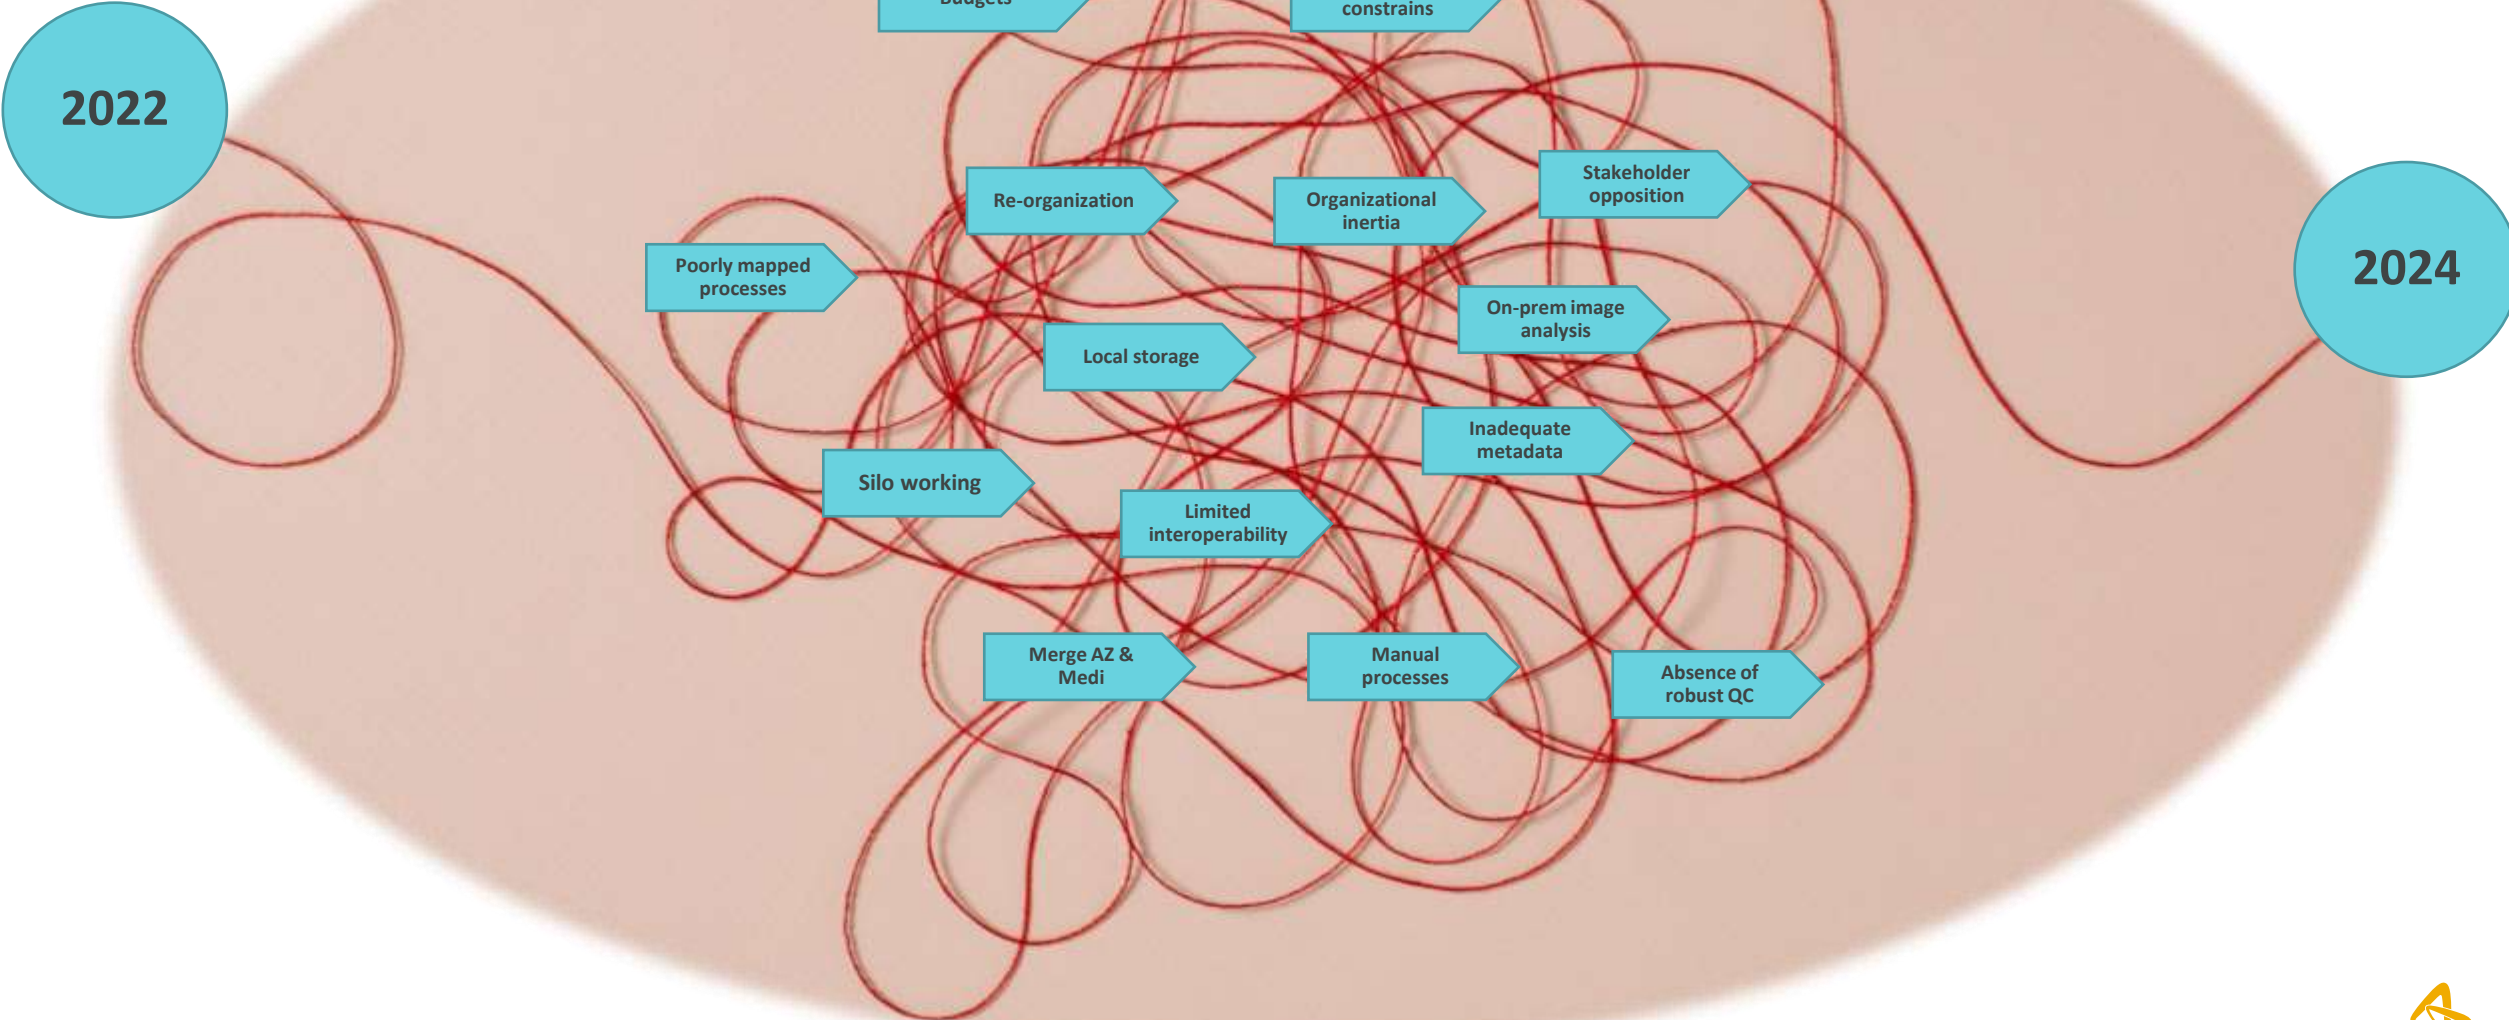 Budgets
constrains
2022
Stakeholder
opposition
Re-organization
Organizational
inertia
2024
Poorly mapped
processes
On-prem image
analysis
Local storage
Inadequate
metadata
Silo working
Limited
interoperability
Merge AZ &
Medi
Manual
processes
Absence of
robust QC